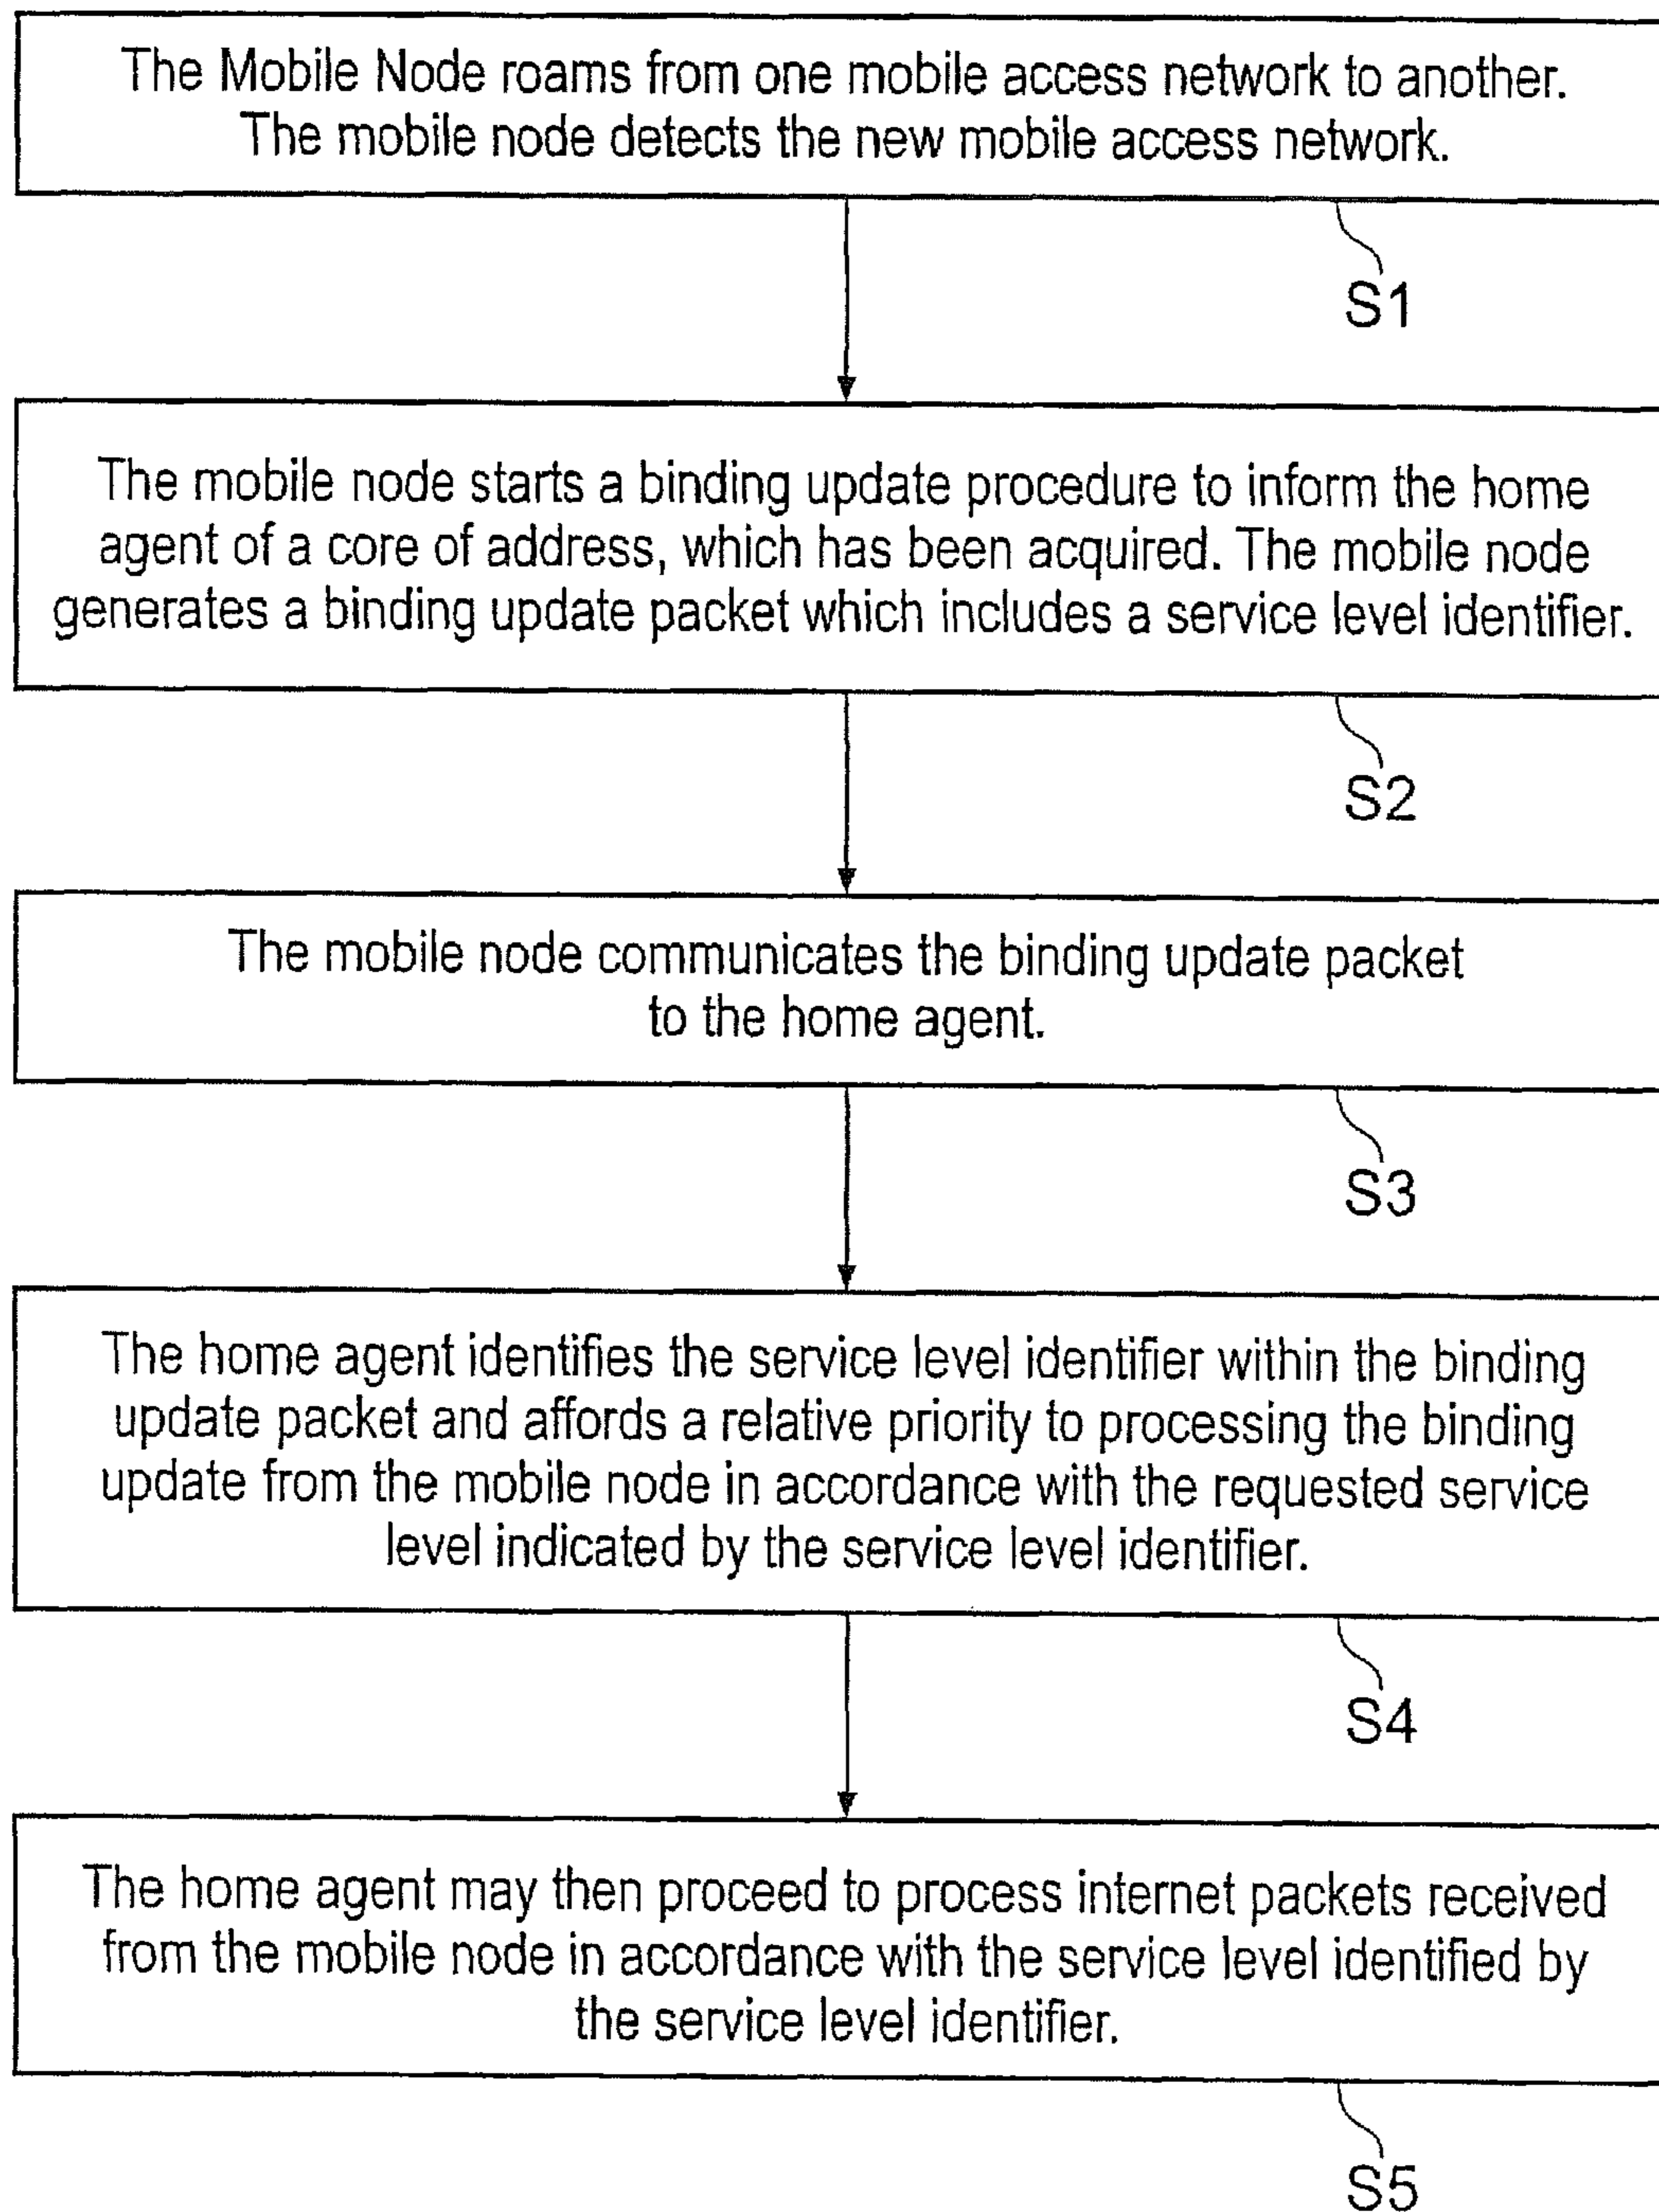 The Mobile Node roams from one mobile access network to another.
The mobile node detects the new mobile access network.
S1
The mobile node starts a binding update procedure to inform the home
agent of a core of address, which has been acquired. The mobile node
generates a binding update packet which includes a service level identifier.
S2
The mobile node communicates the binding update packet
to the home agent.
S3
The home agent identifies the service level identifier within the binding
update packet and affords a relative priority to processing the binding
update from the mobile node in accordance with the requested service
level indicated by the service level identifier.
S4
The home agent may then proceed to process internet packets received
from the mobile node in accordance with the service level identified by
the service level identifier.
S5